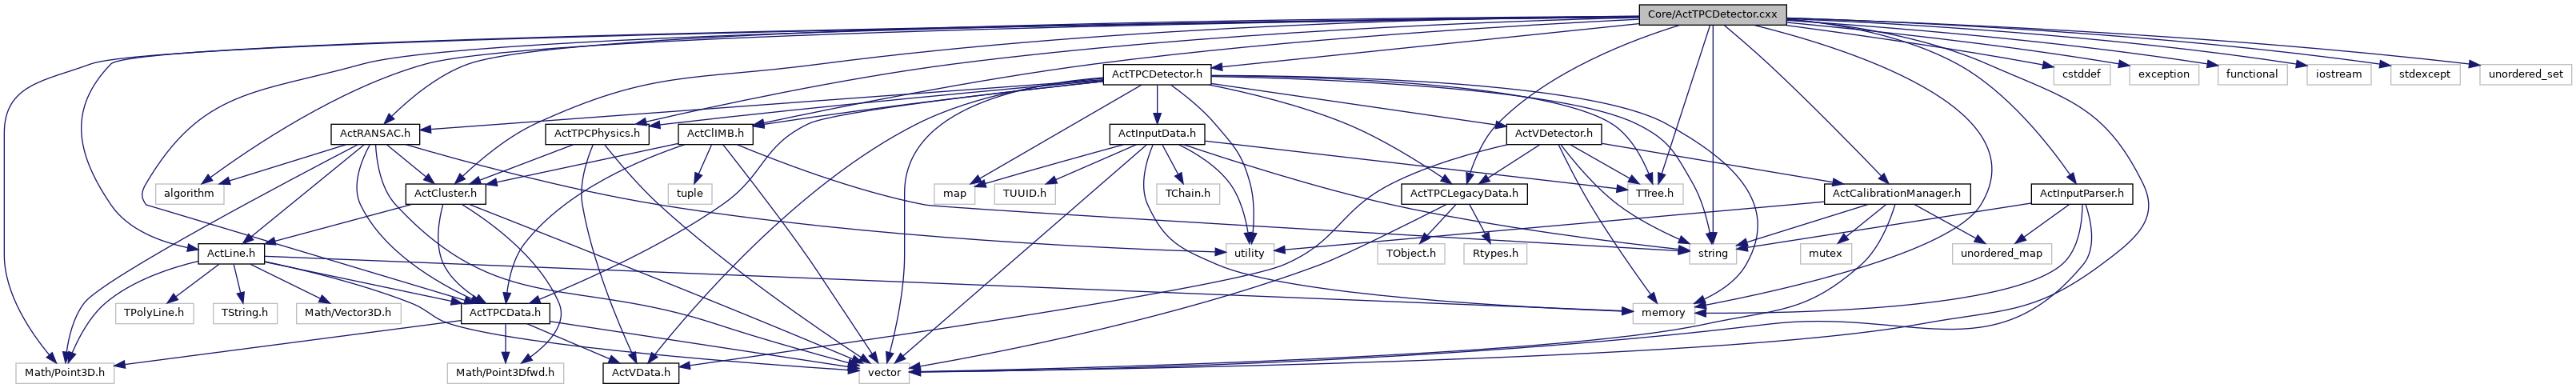 Core/ActTPCDetector.cxx
ActTPCDetector.h
cstddef
exception
functional
iostream
stdexcept
unordered_set
ActRANSAC.h
ActTPCPhysics.h
ActClIMB.h
ActInputData.h
ActVDetector.h
algorithm
ActCluster.h
tuple
map
TUUID.h
TChain.h
ActTPCLegacyData.h
TTree.h
ActCalibrationManager.h
ActInputParser.h
ActLine.h
utility
TObject.h
Rtypes.h
string
mutex
unordered_map
TPolyLine.h
TString.h
Math/Vector3D.h
ActTPCData.h
memory
Math/Point3D.h
Math/Point3Dfwd.h
ActVData.h
vector